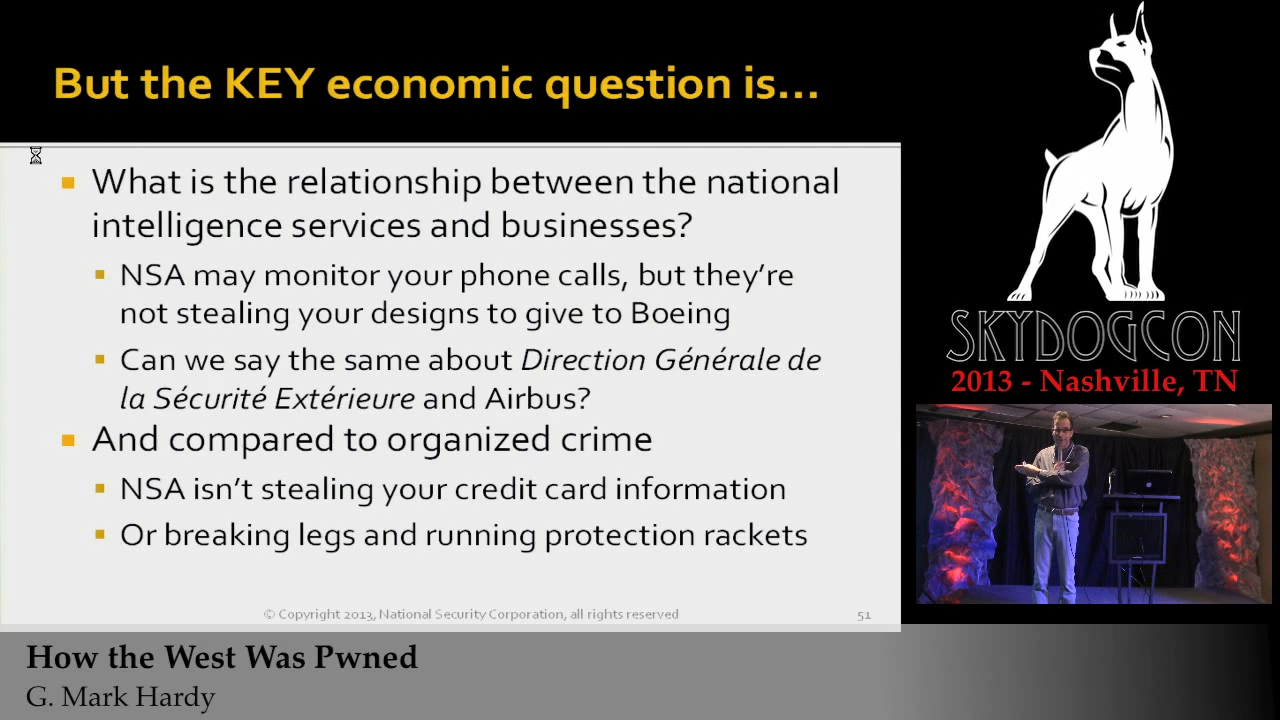 But the KEY economic question is...
What is the relationship between the national
intelligence services and businesses?
NSA may monitor your phone calls, but they're
not stealing your designs to give to Boeing
Can we say the same about Direction Générale de
la Sécurité Extérieure and Airbus?
And compared to organized crime
NSA isn't stealing your credit card information
Or breaking legs and running protection rackets
© Copyright 2013, National Security Corporation, all rights reserved
51
SKYDOGCON
2013 - Nashville, TN
How the West Was Pwned
G. Mark Hardy